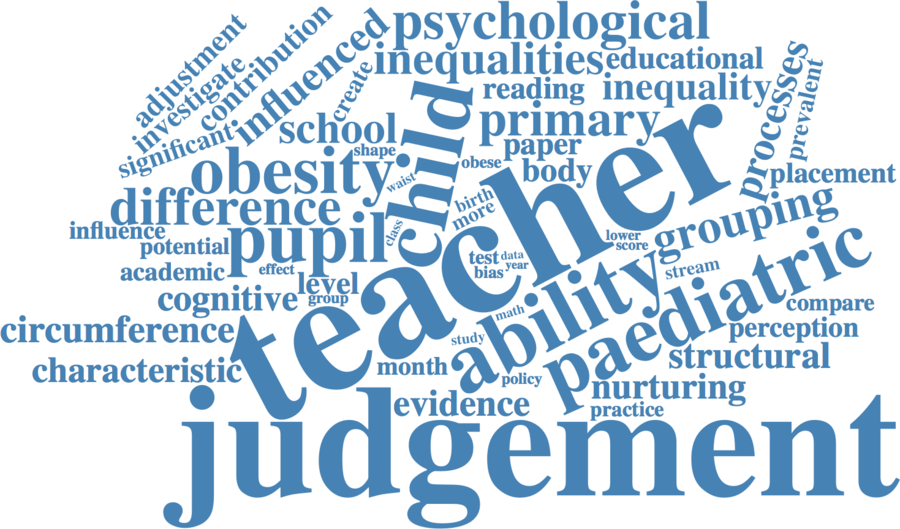 psychological
inequalities
educational
adjustment
investigate
contribution
significant
influenced
create
reading
inequality
processes
prevalent
school
shape
child
primary
paper
obese
body
placement
obesity
waist
teacher
difference
birth
more
class
influence
pupil
potential
lower
score
grouping
academic
effect
test
data
bias
year
stream
level
group
cognitive
ability
paediatric
math
compare
circumference
study
perception
characteristic
month
policy
structural
nurturing
evidence
practice
judgement